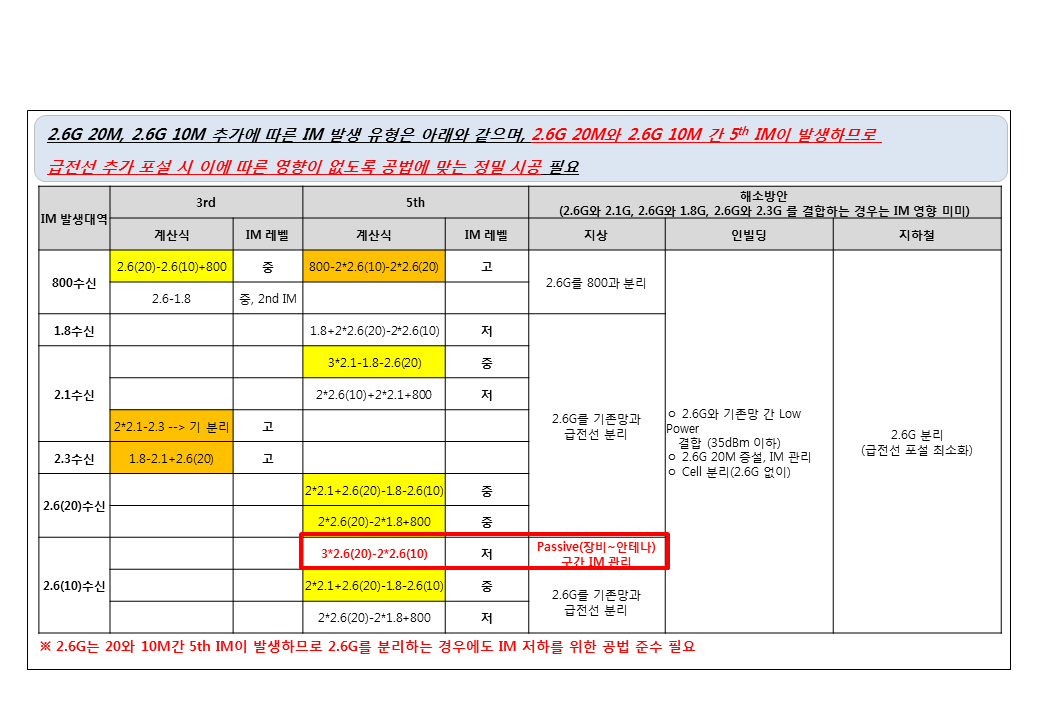 2.6G 20M, 2.6G 10M 추가에 따른 IM 발생 유형은 아래와 같으며, 2.6G 20M와 2.6G 10M 간 5th IM이 발생하므로
급전선 추가 포설 시 이에 따른 영향이 없도록 공법에 맞는 정밀 시공 필요
IM 발생대역 3rd 5th 해소방안
(2.6G와 2.1G, 2.6G와 1.8G, 2.6G와 2.3G 를 결합하는 경우는 IM 영향 미미)
계산식 IM 레벨 계산식 IM 레벨 지상 인빌딩 지하철
800수신 2.6(20)-2.6(10)+800 중 800-2*2.6(10)-2*2.6(20) 고 2.6G를 800과 분리
2.6-1.8 중, 2nd IM
1.8수신 1.8+2*2.6(20)-2*2.6(10) 저
2.1수신 3*2.1-1.8-2.6(20) 중
2*2.6(10)+2*2.1+800 저
2*2.1-2.3 --> 기 분리 고
2.3수신 1.8-2.1+2.6(20) 고
2.6(20)수신 2*2.1+2.6(20)-1.8-2.6(10) 중
2*2.6(20)-2*1.8+800 중
2.6G를 기존망과
급전선 분리
2.6(10)수신 3*2.6(20)-2*2.6(10) 저 Passive(장비~안테나)
구간 IM 관리
2*2.1+2.6(20)-1.8-2.6(10) 중
2*2.6(20)-2*1.8+800 저
2.6G를 기존망과
급전선 분리
○ 2.6G와 기존망 간 Low
Power
결합 (35dBm 이하)
○ 2.6G 20M 증설, IM 관리
○ Cell 분리(2.6G 없이)
2.6G 분리
(급전선 포설 최소화)
※ 2.6G는 20와 10M간 5th IM이 발생하므로 2.6G를 분리하는 경우에도 IM 저하를 위한 공법 준수 필요